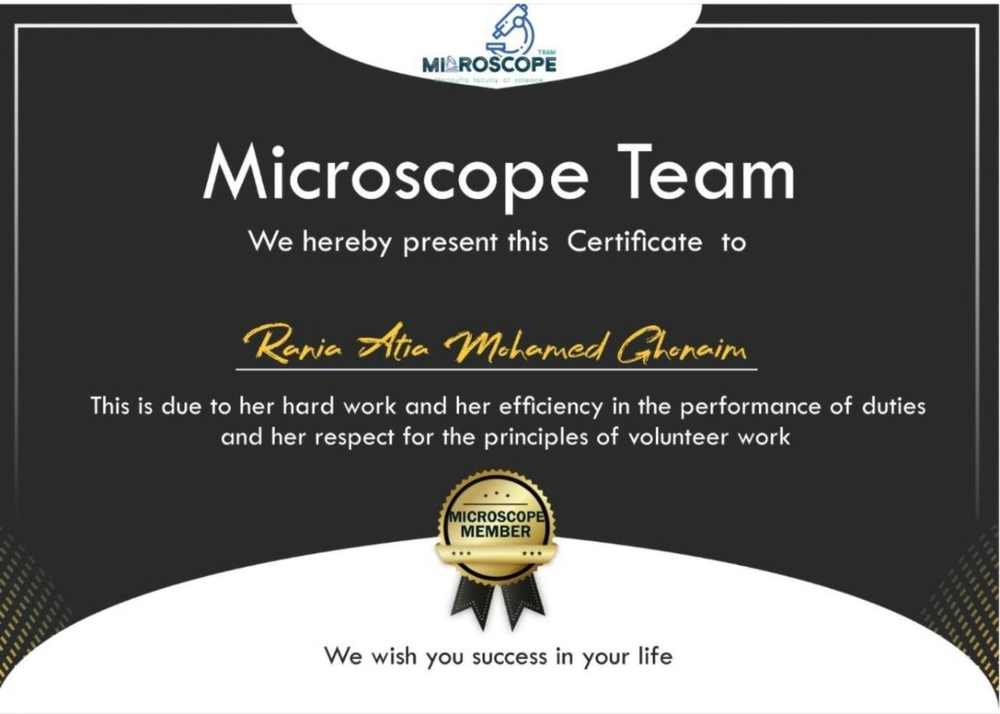 TEAM
MICROSCOPE
Menoufia faculty of science
Microscope Team
We hereby present this Certificate to
Rania Atia Mohamed Ghonaim
This is due to her hard work and her efficiency in the performance of duties
and her respect for the principles of volunteer work
MICROSCOPE
MEMBER
We wish you success in your life